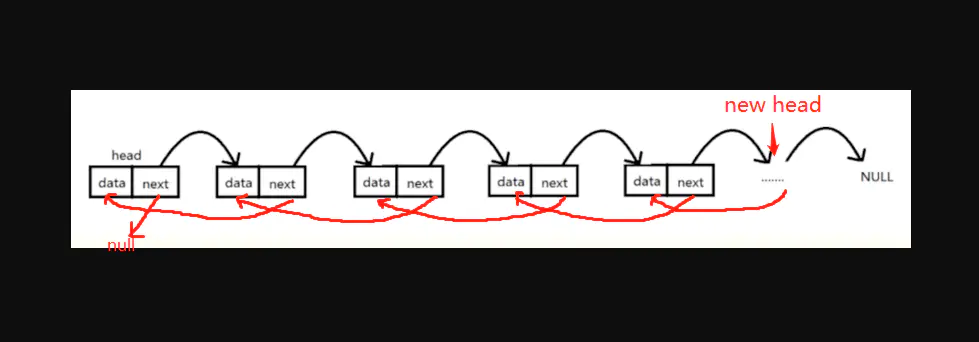 new head
head
data next data next data next data next data next ....... NULL
null